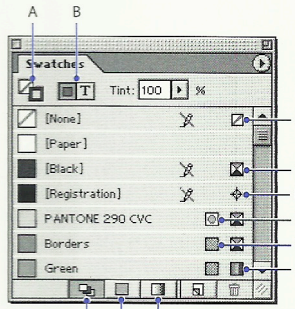 A B
Swatches
T Tint: 100 %
[None]
[Paper]
[Black]
[Registration]
PANTONE 290 CVC
Borders
Green